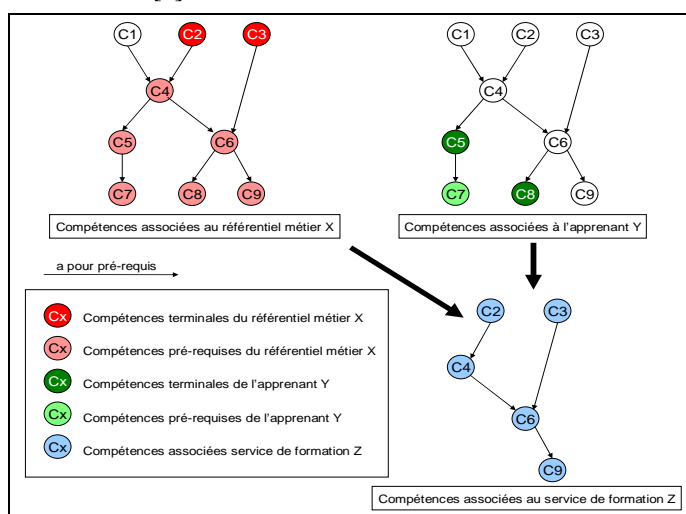 C1 C2 C3 C1 C2 C3
C4 C4
C5 C6 C5 C6
C7 C8 C9 C7 C8 C9
Compétences associées au référentiel métier X
Compétences associées à l'apprenant Y
a pour pré-requis
Cx Compétences terminales du référentiel métier X
Cx Compétences pré-requises du référentiel métier X
Cx Compétences terminales de l'apprenant Y
Cx Compétences pré-requises de l'apprenant Y
Cx Compétences associées service de formation Z
C2 C3
C4
C6
C9
Compétences associées au service de formation Z